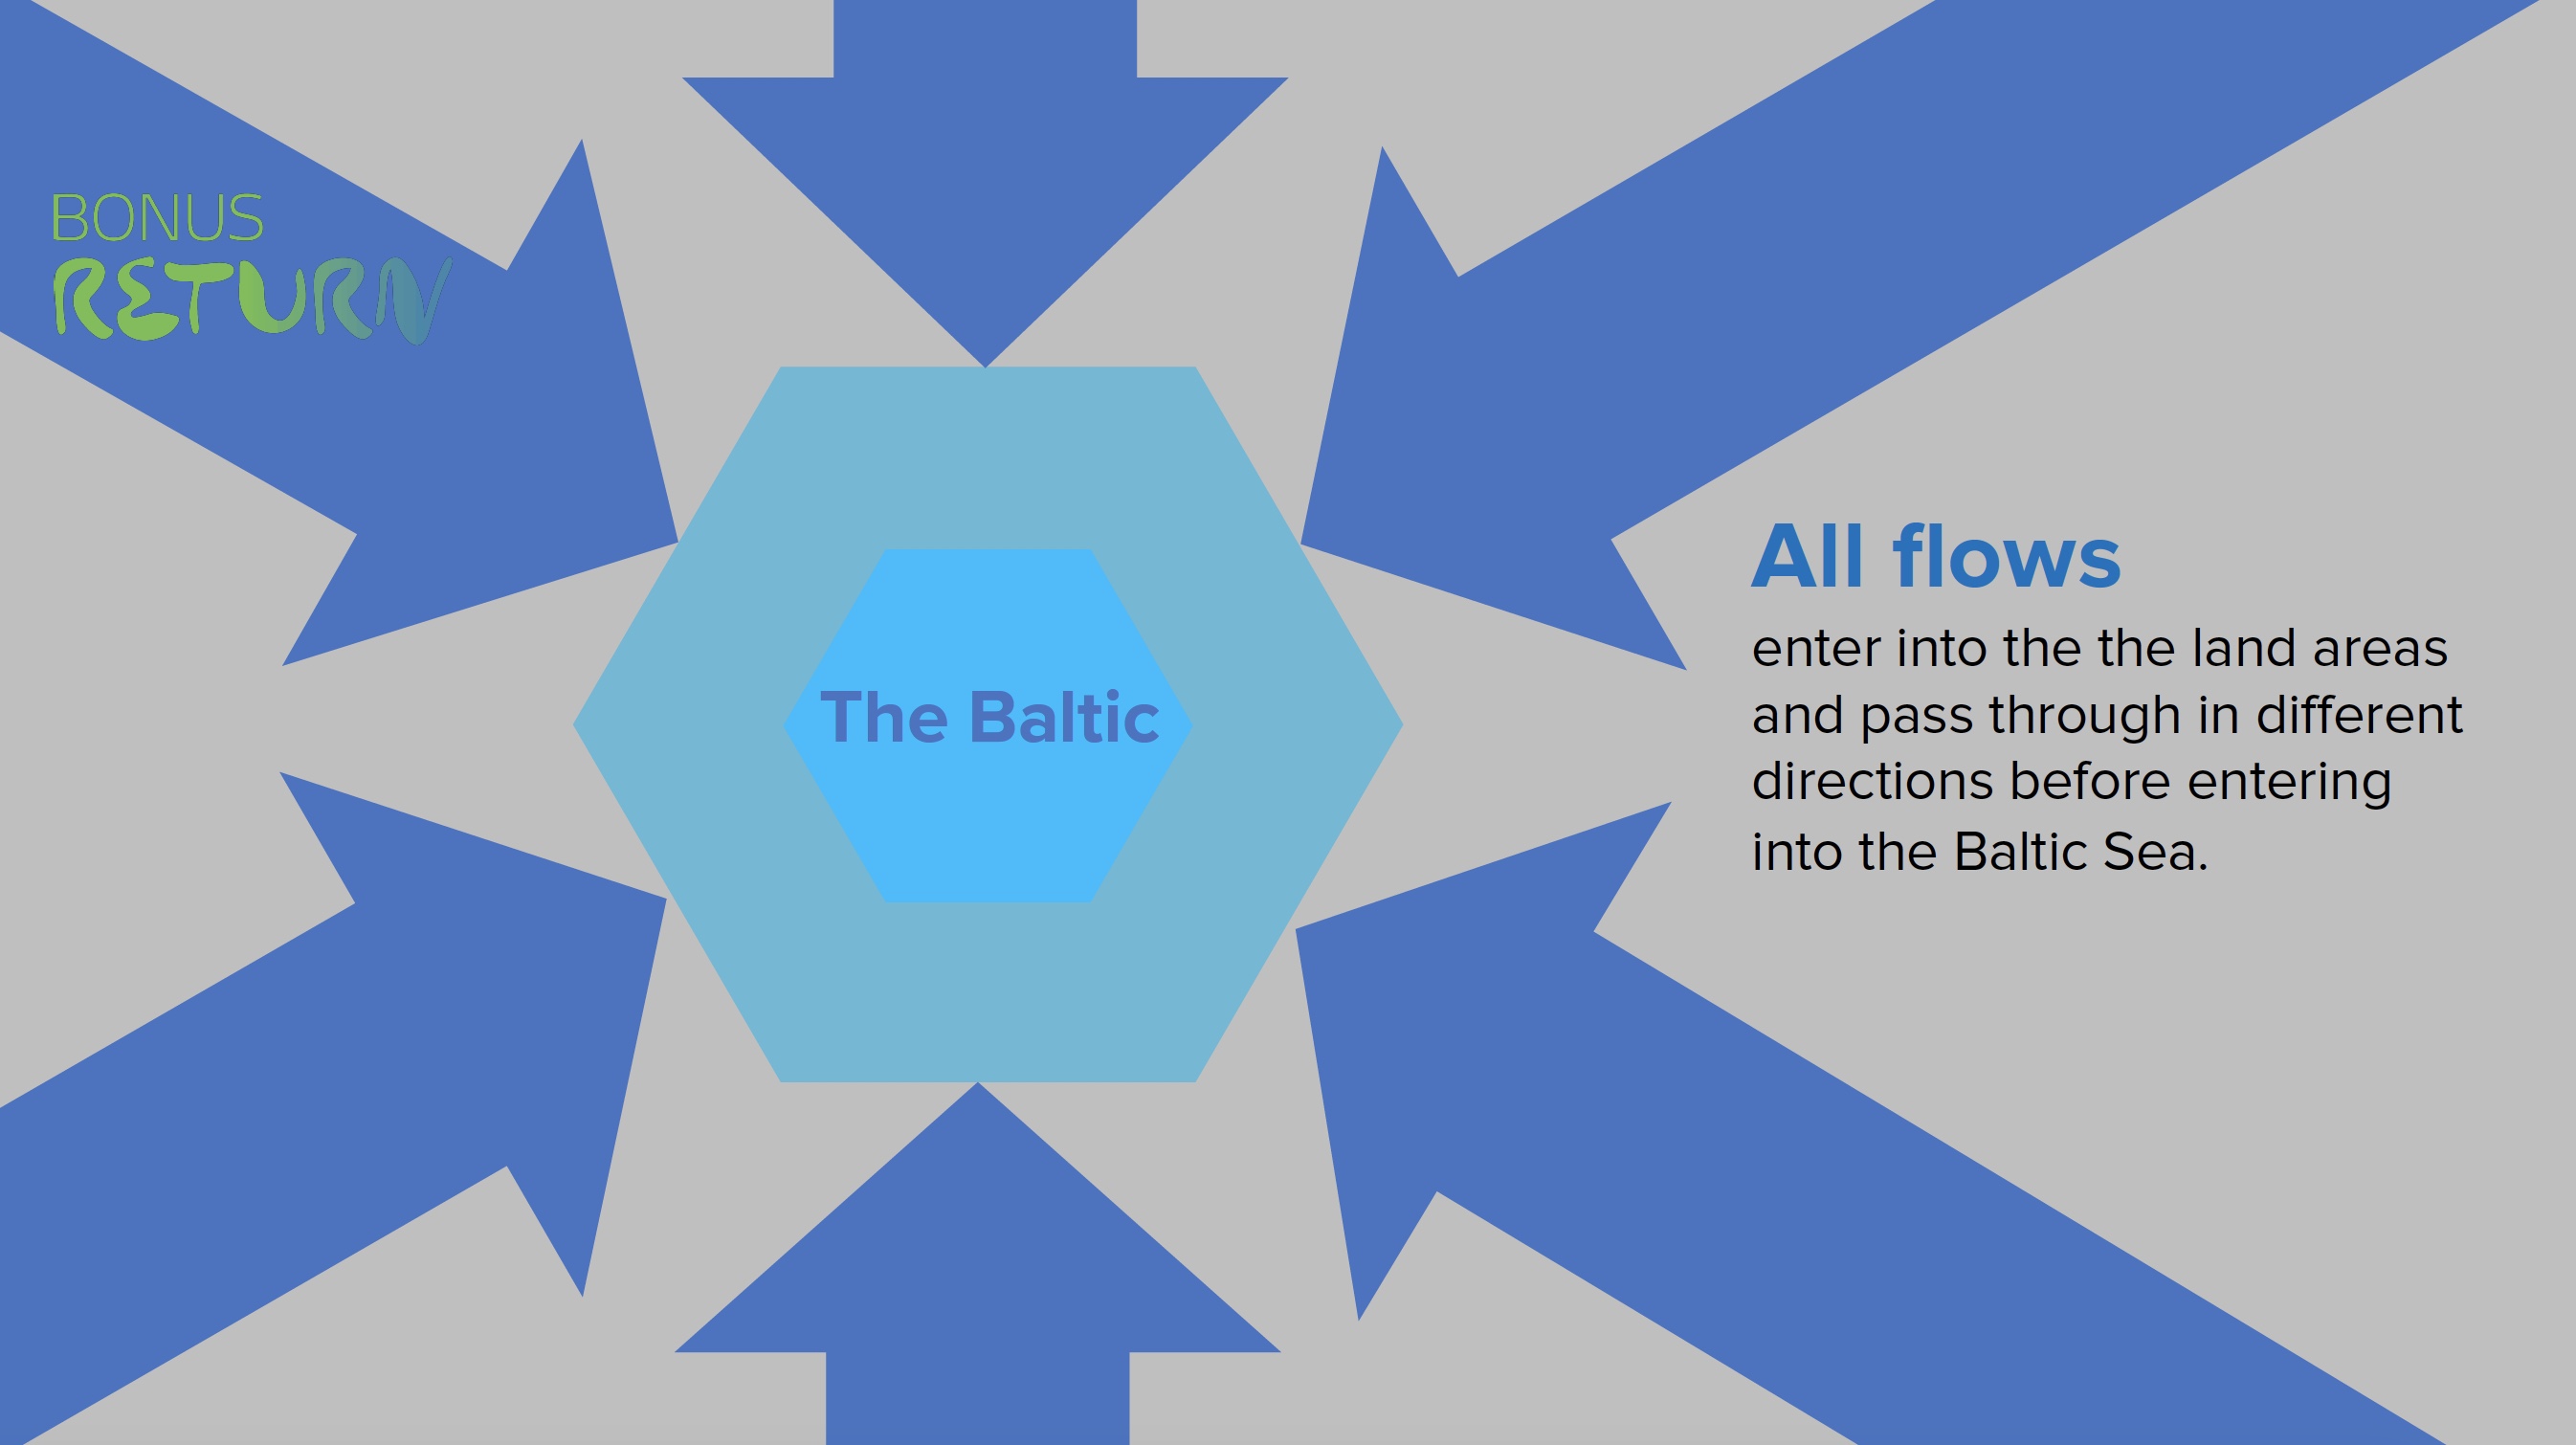 BONUS
RETURN
The Baltic
All flows
enter into the the land areas
and pass through in different
directions before entering
into the Baltic Sea.